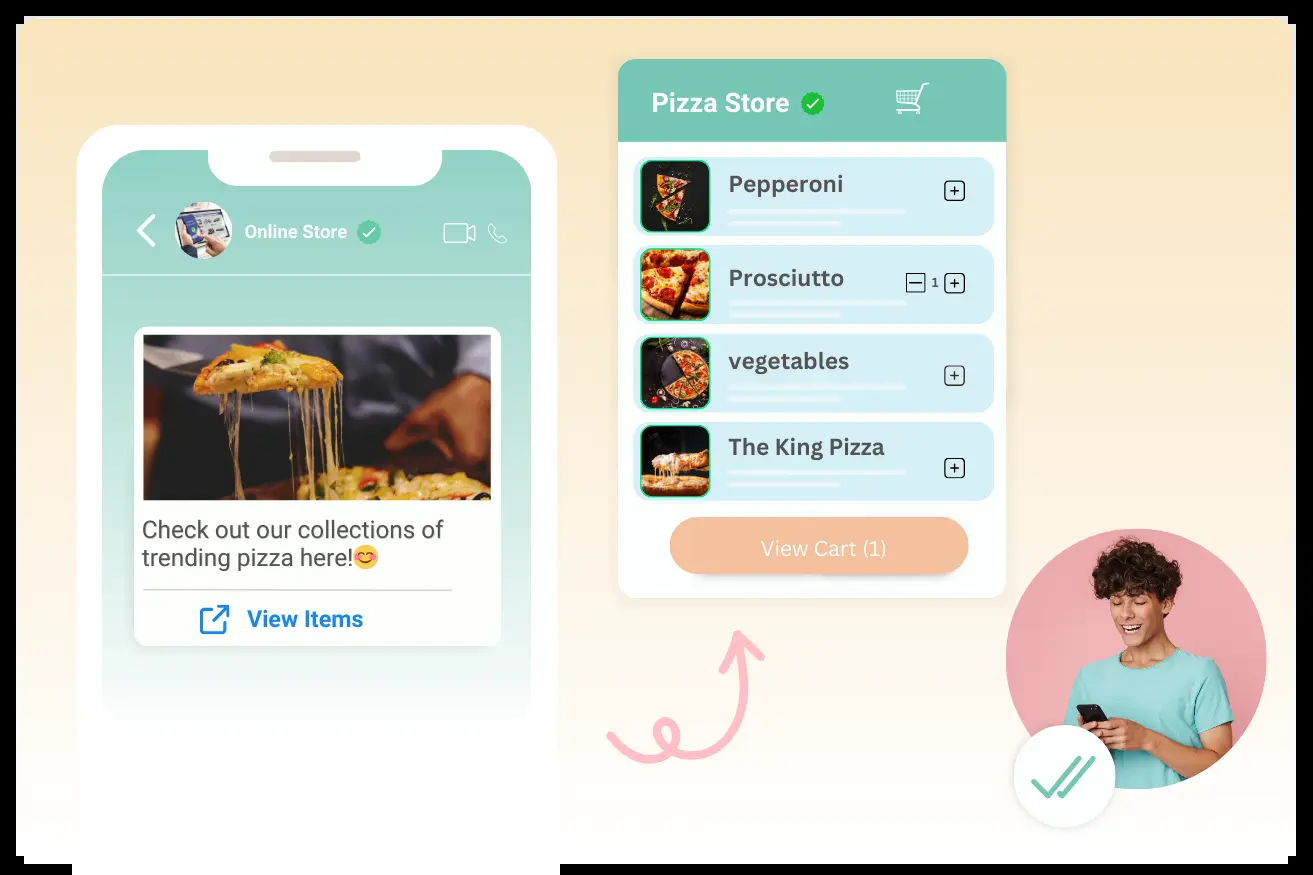 Online Store
Check out our collections of
trending pizza here!😊
View Items
Pizza Store
Pepperoni
Prosciutto
1
vegetables
The King Pizza
View Cart (1)